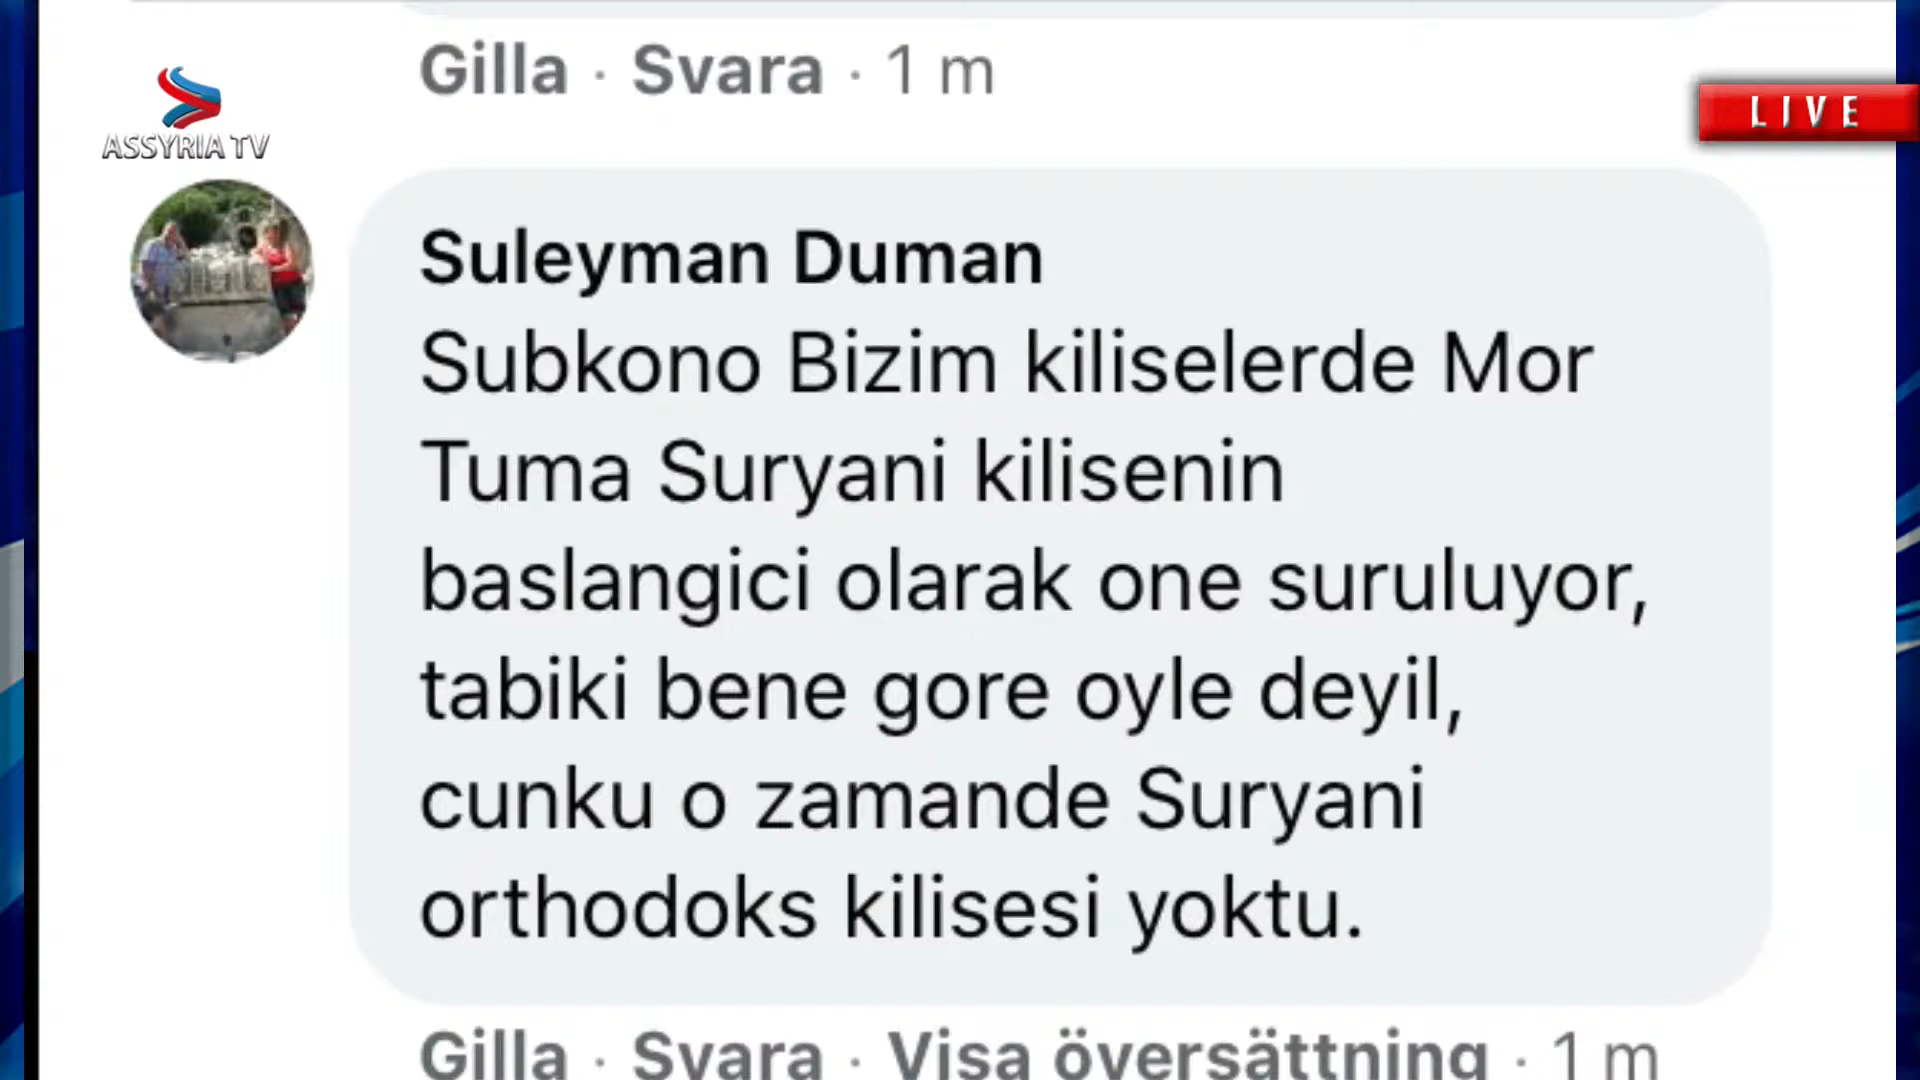 Gilla · Svara · 1 m
ASSYRIA TV
LIVE
Suleyman Duman
Subkono Bizim kiliselerde Mor
Tuma Suryani kilisenin
baslangici olarak one suruluyor,
tabiki bene gore oyle deyil,
cunku o zamande Suryani
orthodoks kilisesi yoktu.
Gilla · Svara · Visa översättning · 1 m